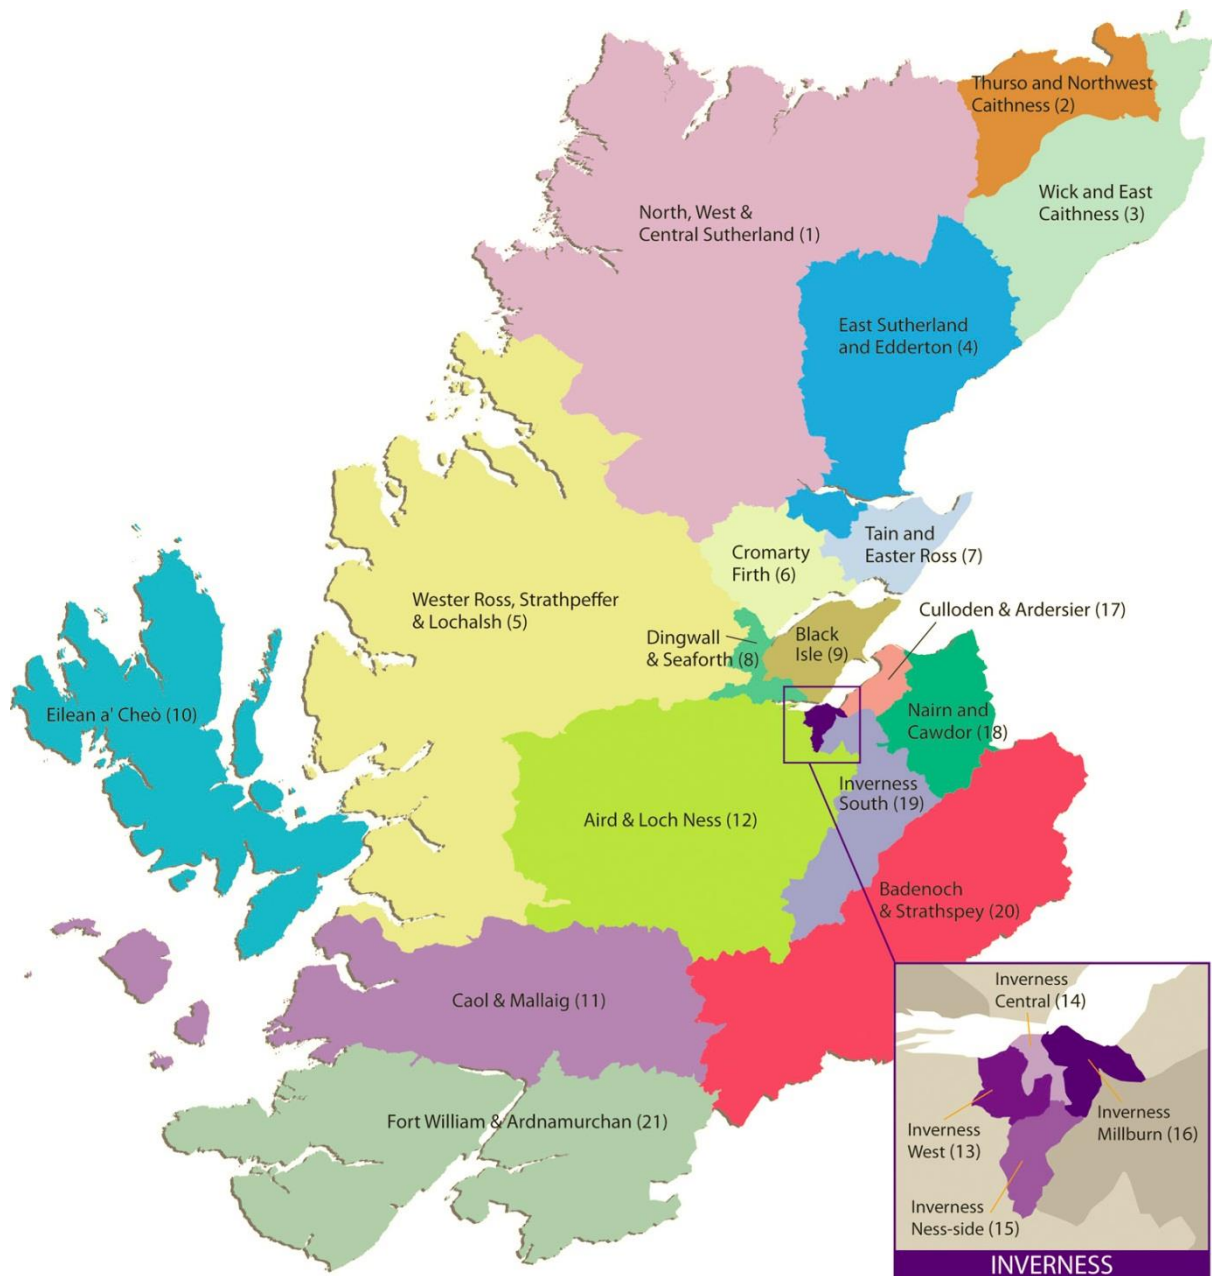 Thurso and Northwest
Caithness (2)
Wick and East
Caithness (3)
North, West &
Central Sutherland (1)
East Sutherland
and Edderton (4)
Tain and
Easter Ross (7)
Cromarty
Firth (6)
Wester Ross, Strathpeffer
& Lochalsh (5)
Culloden & Ardersier (17)
Dingwall
& Seaforth (8)
Black
Isle (9)
Eilean a' Cheò (10)
Nairn and
Cawdor (18)
Inverness
South (19)
Aird & Loch Ness (12)
Badenoch
& Strathspey (20)
Caol & Mallaig (11)
Fort William & Ardnamurchan (21)
Inverness
Central (14)
Inverness
Millburn (16)
Inverness
West (13)
Inverness
Ness-side (15)
INVERNESS